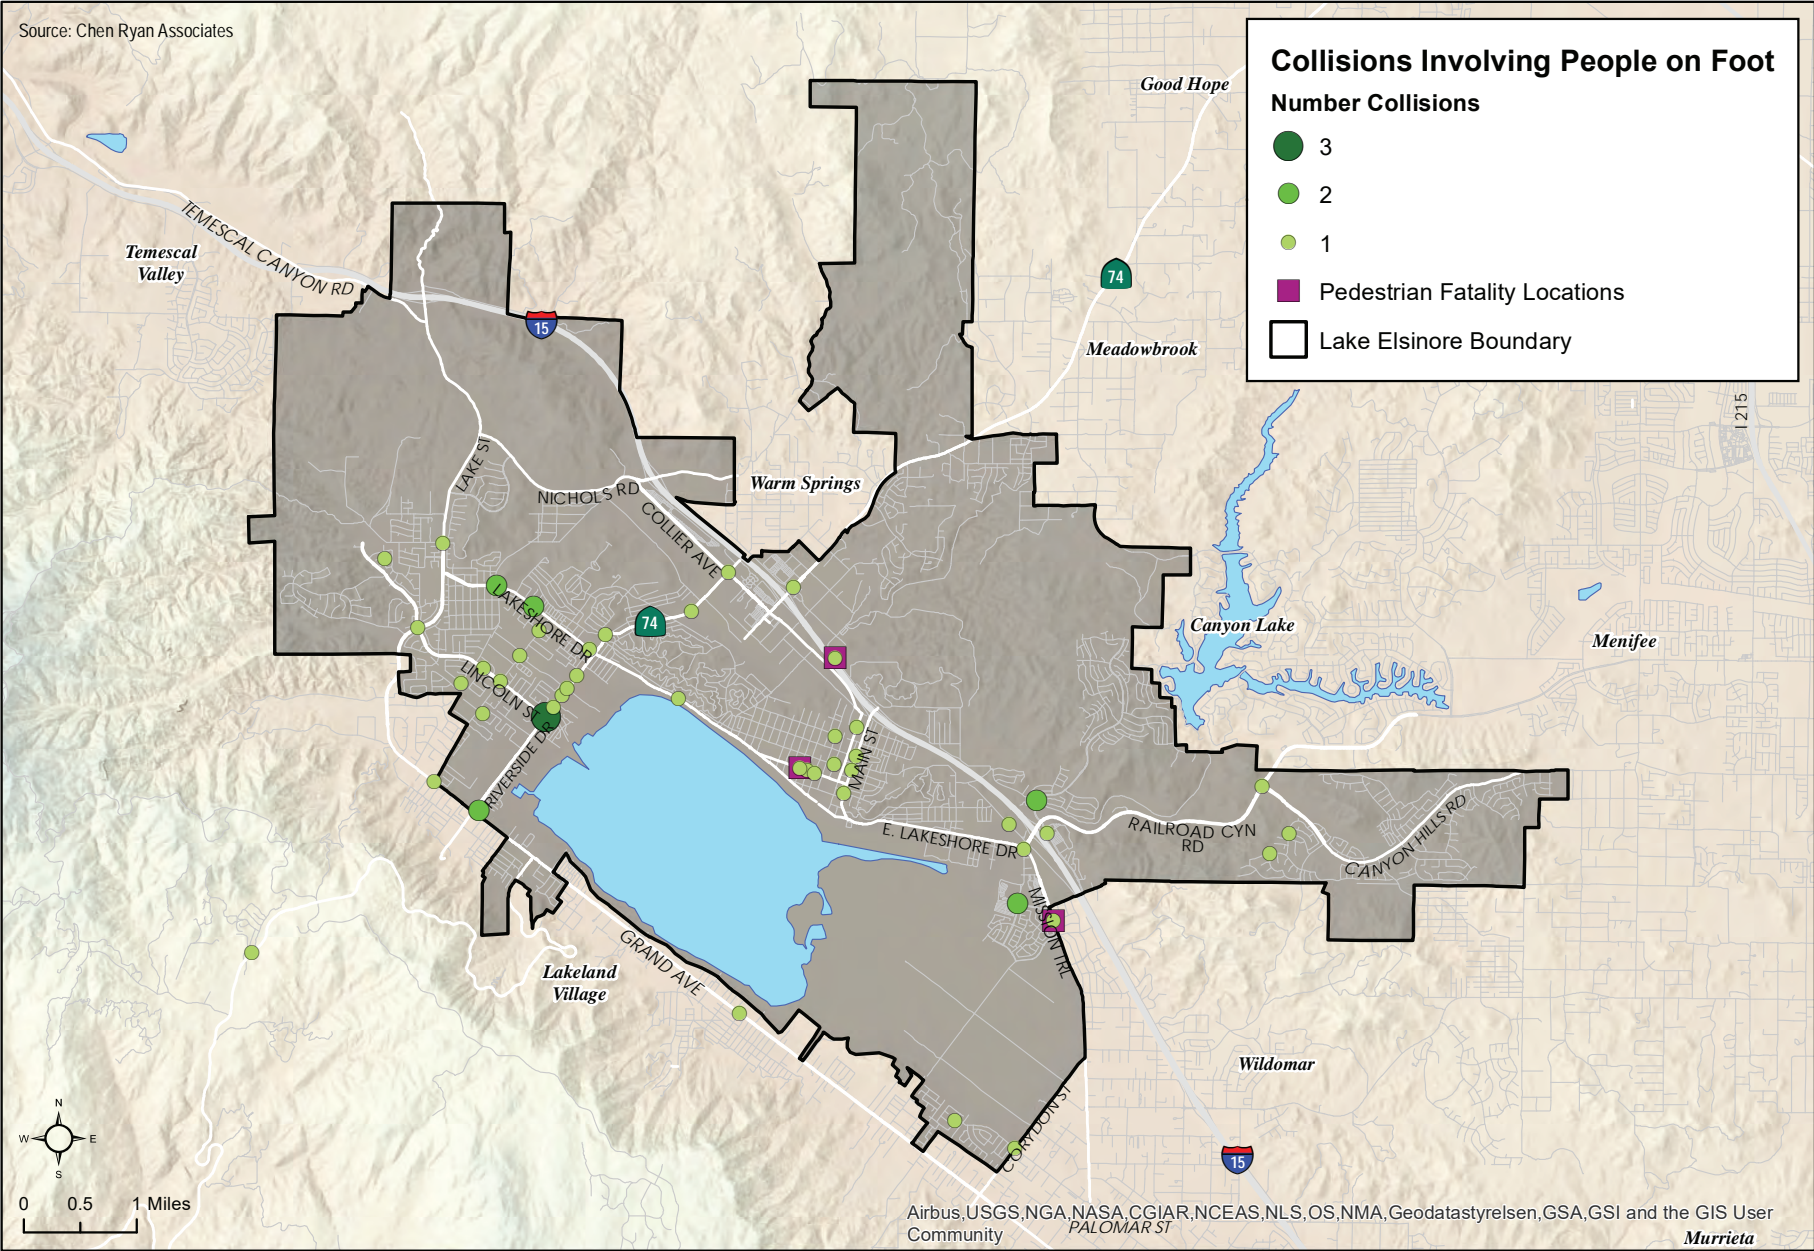 Source: Chen Ryan Associates
Collisions Involving People on Foot
Number Collisions
3
2
1
Pedestrian Fatality Locations
Lake Elsinore Boundary
Good Hope
TEMESCAL CANYON RD
Temescal
Valley
74
15
Meadowbrook
I 215
LAKE ST
NICHOLS RD
Warm Springs
COLLIER AVE
LAKESHORE DR
74
Canyon Lake
Menifee
LINCOLN ST
RIVERSIDE DR
MAIN ST
E. LAKESHORE DR
RAILROAD CYN
RD
CANYON HILLS RD
MISSION TRL
GRAND AVE
Lakeland
Village
Wildomar
CORYDON ST
15
N
W
E
S
0 0.5 1 Miles
Airbus,USGS,NGA,NASA,CGIAR,NCEAS,NLS,OS,NMA,Geodatastyrelsen,GSA,GSI and the GIS User
Community
PALOMAR ST
Murrieta